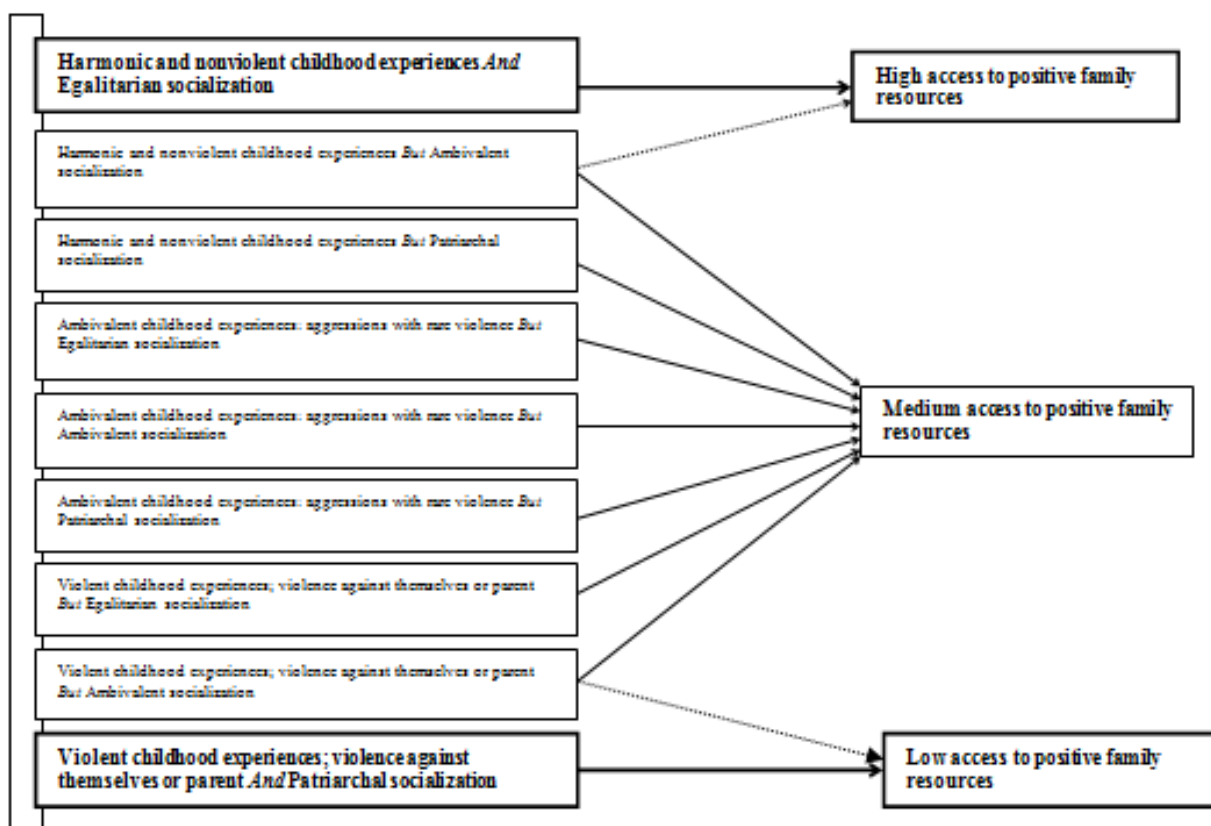 Harmonic and nonviolent childhood experiences And
Egalitarian socialization
High access to positive family
resources
Harmonic and nonviolent childhood experiences But Ambivalent
socialization
Harmonic and nonviolent childhood experiences But Patriarchal
socialization
Ambivalent childhood experiences: aggressions with rare violence But
Egalitarian socialization
Ambivalent childhood experiences: aggressions with rare violence But
Ambivalent socialization
Medium access to positive family
resources
Ambivalent childhood experiences: aggressions with rare violence But
Patriarchal socialization
Violent childhood experiences; violence against themselves or parent
But Egalitarian socialization
Violent childhood experiences; violence against themselves or parent
But Ambivalent socialization
Violent childhood experiences; violence against
themselves or parent And Patriarchal socialization
Low access to positive family
resources